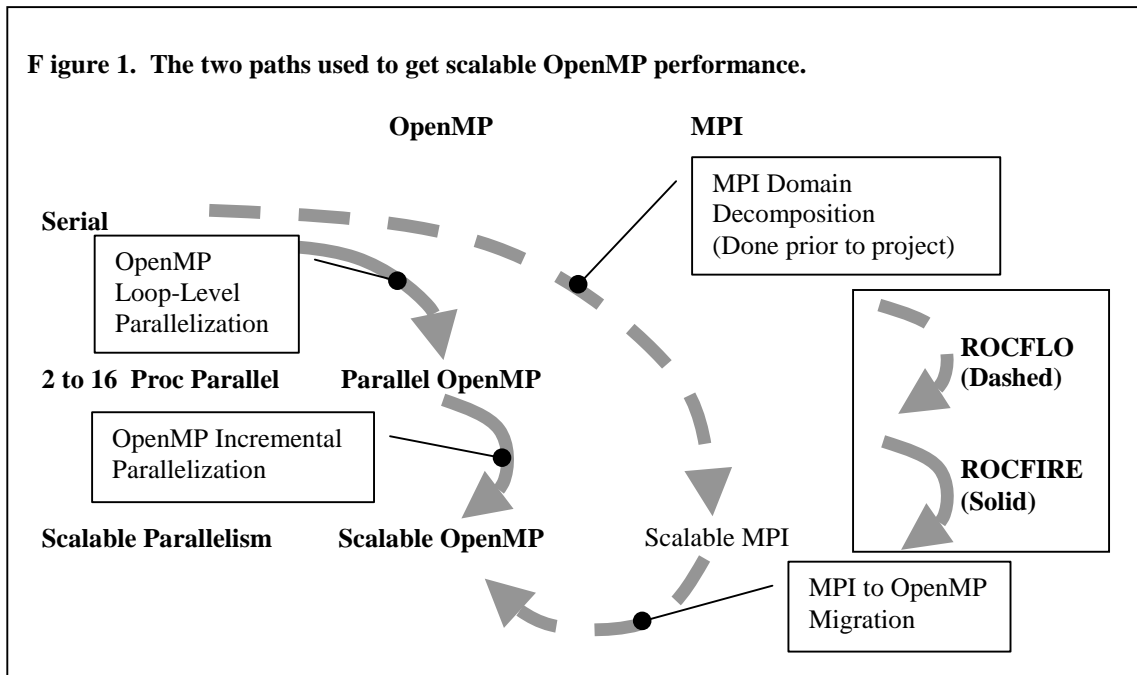 F igure 1.  The two paths used to get scalable OpenMP performance.
OpenMP
MPI
MPI Domain
Decomposition
(Done prior to project)
Serial
OpenMP
Loop-Level
Parallelization
ROCFLO
(Dashed)
2 to 16  Proc Parallel
Parallel OpenMP
OpenMP Incremental
Parallelization
ROCFIRE
(Solid)
Scalable Parallelism
Scalable OpenMP
Scalable MPI
MPI to OpenMP
Migration